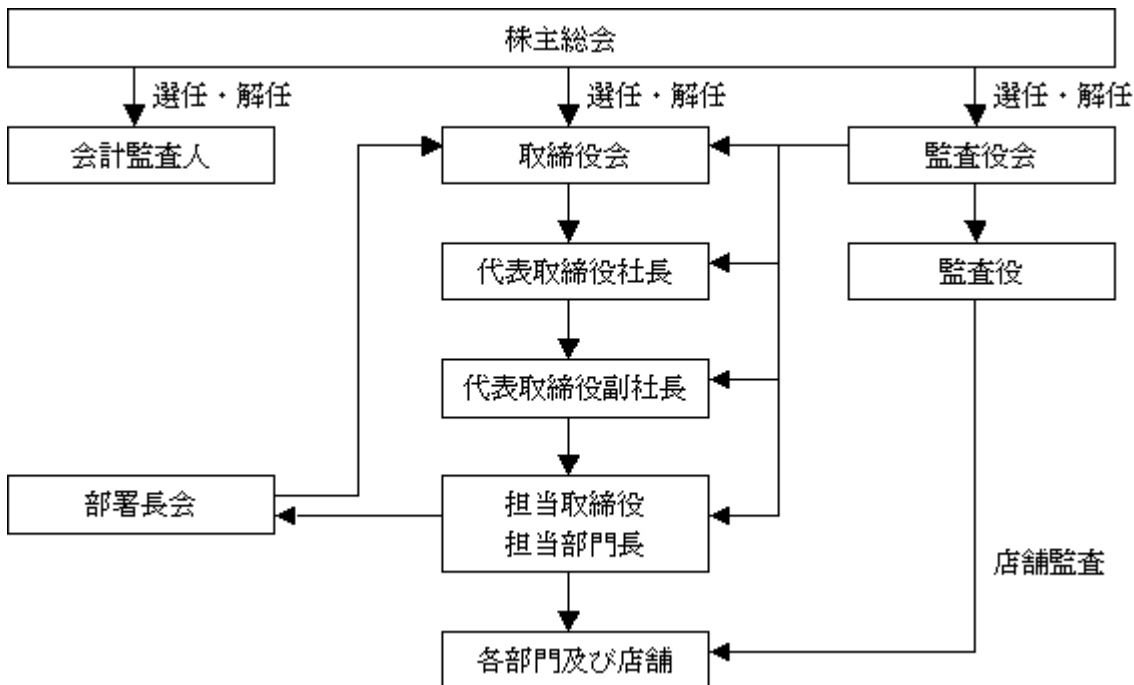 株主総会
選任・解任
選任・解任
選任・解任
会計監査人
取締役会
監査役会
代表取締役社長
監査役
代表取締役副社長
部署長会
担当取締役
担当部門長
店舗監査
各部門及び店舗